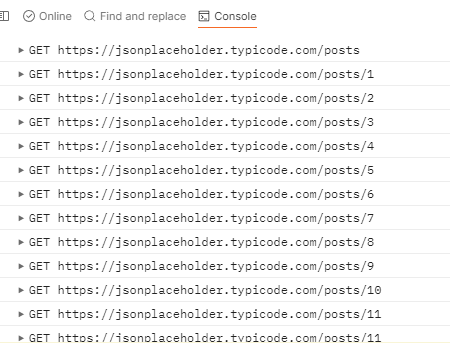 Online Find and replace Console
GET https://jsonplaceholder.typicode.com/posts
GET https://jsonplaceholder.typicode.com/posts/1
GET https://jsonplaceholder.typicode.com/posts/2
GET https://jsonplaceholder.typicode.com/posts/3
GET https://jsonplaceholder.typicode.com/posts/4
GET https://jsonplaceholder.typicode.com/posts/5
GET https://jsonplaceholder.typicode.com/posts/6
GET https://jsonplaceholder.typicode.com/posts/7
GET https://jsonplaceholder.typicode.com/posts/8
GET https://jsonplaceholder.typicode.com/posts/9
GET https://jsonplaceholder.typicode.com/posts/10
GET https://jsonplaceholder.typicode.com/posts/11
GET https://jsonplaceholder.typicode.com/posts/11